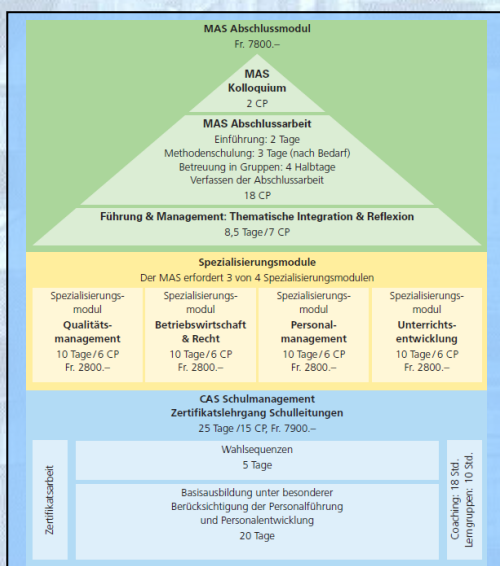 MAS Abschlussmodul
Fr. 7800.–
MAS
Kolloquium
2 CP
MAS Abschlussarbeit
Einführung: 2 Tage
Methodenschulung: 3 Tage (nach Bedarf)
Betreuung in Gruppen: 4 Halbtage
Verfassen der Abschlussarbeit
18 CP
Führung & Management: Thematische Integration & Reflexion
8,5 Tage/7 CP
Spezialisierungsmodule
Der MAS erfordert 3 von 4 Spezialisierungsmodulen
Spezialisierungs-
modul
Qualitäts-
management
10 Tage/6 CP
Fr. 2800.–
Spezialisierungs-
modul
Betriebswirtschaft
& Recht
10 Tage/6 CP
Fr. 2800.–
Spezialisierungs-
modul
Personal-
management
10 Tage/6 CP
Fr. 2800.–
Spezialisierungs-
modul
Unterrichts-
entwicklung
10 Tage/6 CP
Fr. 2800.–
CAS Schulmanagement
Zertifikatslehrgang Schulleitungen
25 Tage /15 CP, Fr. 7900.–
Zertifikatsarbeit
Wahlsequenzen
5 Tage
Basisausbildung unter besonderer
Berücksichtigung der Personalführung
und Personalentwicklung
20 Tage
Coaching: 18 Std.
Lerngruppen: 10 Std.